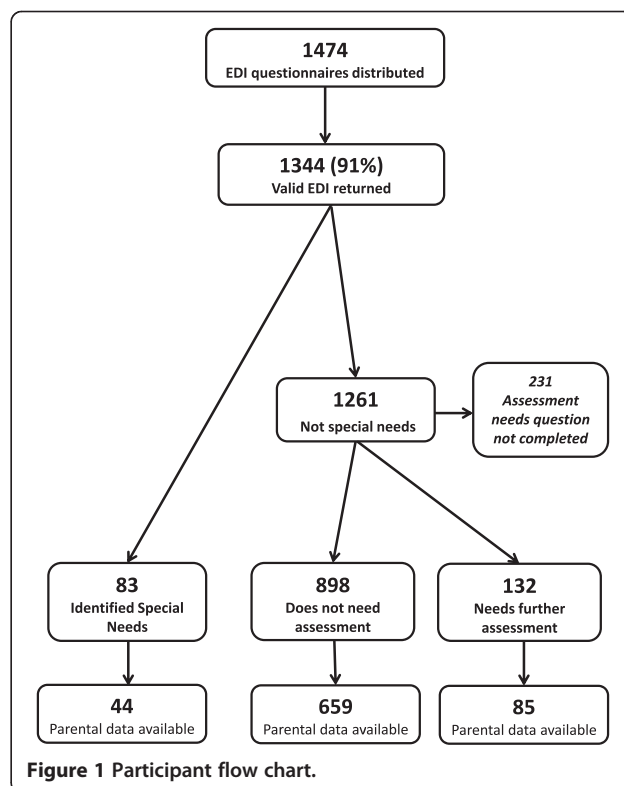 1474
EDI questionnaires distributed
1344 (91%)
Valid EDI returned
1261
Not special needs
231
Assessment
needs question
not completed
83
Identified Special
Needs
898
Does not need
assessment
132
Needs further
assessment
44
Parental data available
659
Parental data available
85
Parental data available
Figure 1 Participant flow chart.